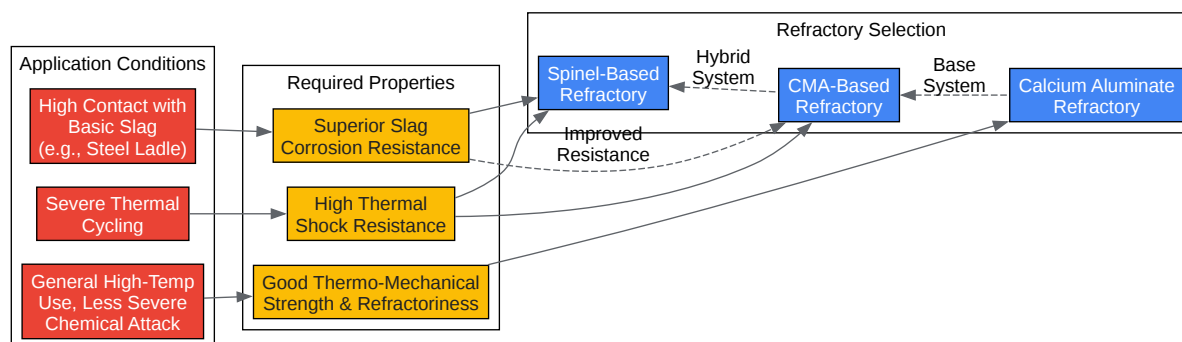 Application Conditions
High Contact with
Basic Slag
(e.g., Steel Ladle)
Severe Thermal
Cycling
General High-Temp
Use, Less Severe
Chemical Attack
Required Properties
Superior Slag
Corrosion Resistance
High Thermal
Shock Resistance
Good Thermo-Mechanical
Strength & Refractoriness
Refractory Selection
Spinel-Based
Refractory
Hybrid
System
CMA-Based
Refractory
Base
System
Calcium Aluminate
Refractory
Improved
Resistance